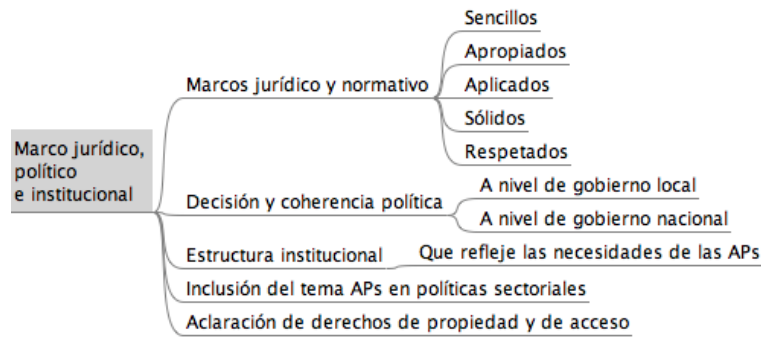 Marco jurídico,
político
e institucional
Marcos jurídico y normativo
Sencillos
Apropiados
Aplicados
Sólidos
Respetados
Decisión y coherencia política
A nivel de gobierno local
A nivel de gobierno nacional
Estructura institucional
Que refleje las necesidades de las APs
Inclusión del tema APs en políticas sectoriales
Aclaración de derechos de propiedad y de acceso